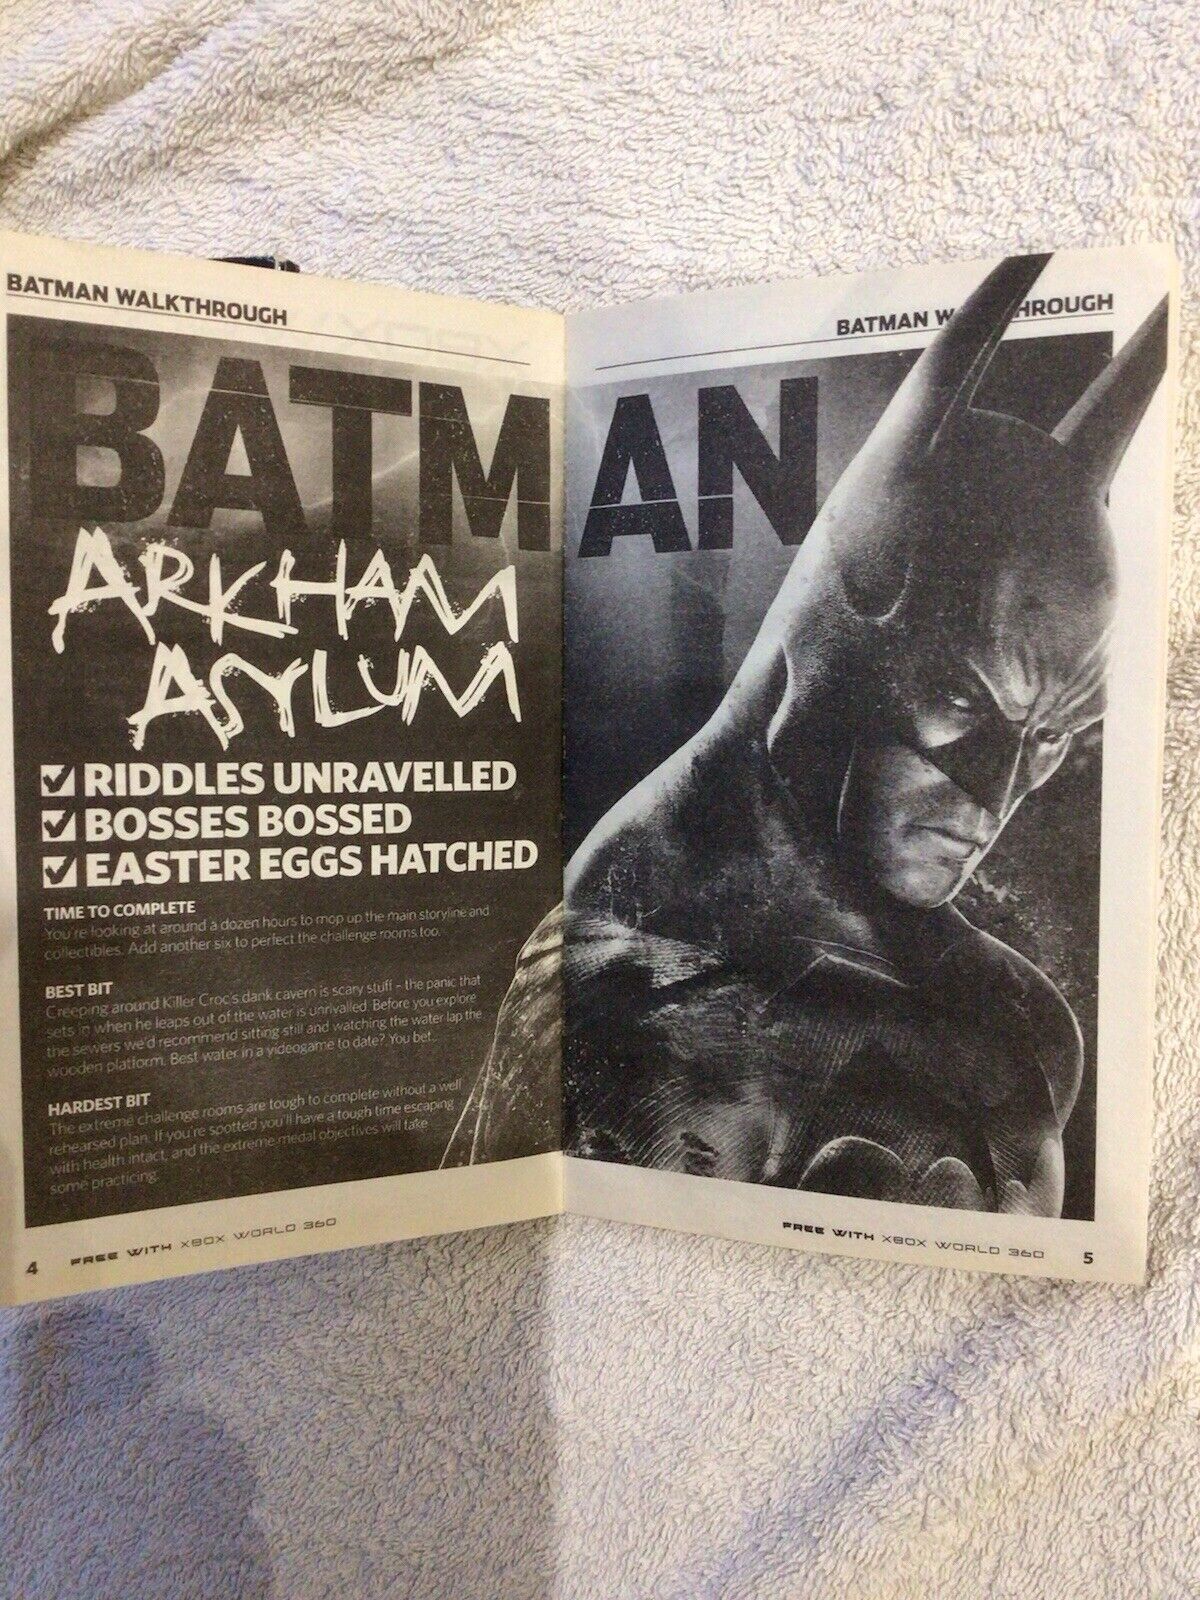 BATMAN WALKTHROUGH
BATMAN
ARKHAM
ASYLUM
RIDDLES UNRAVELLED
BOSSES BOSSED
EASTER EGGS HATCHED
TIME TO COMPLETE
You're looking at around a dozen hours to mop up the main storyline and
collectibles. Add another six to perfect the challenge rooms too.
BEST BIT
Creeping around Killer Croc's dank cavern is scary stuff – the panic that
sets in when he leaps out of the water is unrivalled. Before you explore
the sewers we'd recommend sitting still and watching the water lap the
wooden platform. Best water in a videogame to date? You bet.
HARDEST BIT
The extreme challenge rooms are tough to complete without a well
rehearsed plan. If you're spotted you'll have a tough time escaping
with health intact, and the extreme medal objectives will take
some practicing.
4 FREE WITH XBOX WORLD 360
BATMAN W THROUGH
FREE WITH XBOX WORLD 360 5